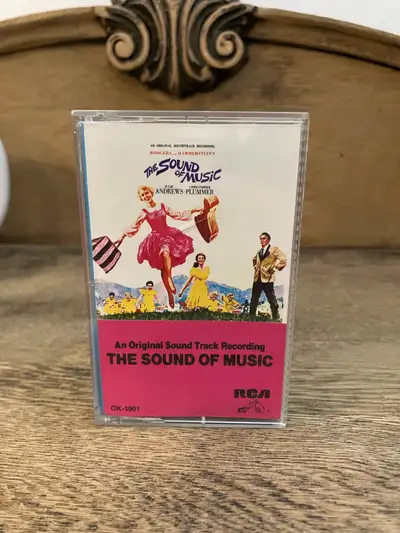 AN ORIGINAL SOUNDTRACK RECORDING
RODGERS AND HAMMERSTEIN'S
THE SOUND
OF MUSIC
JULIE CHRISTOPHER
ANDREWS · PLUMMER
An Original Sound Track Recording
THE SOUND OF MUSIC
RCA
OK-1001